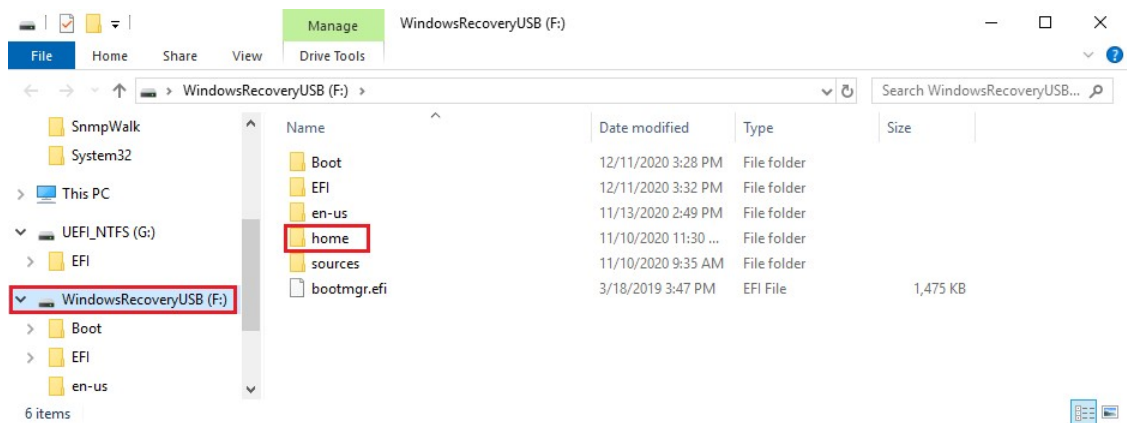 Manage WindowsRecoveryUSB (F:)
File Home Share View Drive Tools
WindowsRecoveryUSB (F:) Search WindowsRecoveryUSB...
SnmpWalk
System32
This PC
UEFI_NTFS (G:)
EFI
WindowsRecoveryUSB (F:)
Boot
EFI
en-us
Name Date modified Type Size
Boot 12/11/2020 3:28 PM File folder
EFI 12/11/2020 3:32 PM File folder
en-us 11/13/2020 2:49 PM File folder
home 11/10/2020 11:30 ... File folder
sources 11/10/2020 9:35 AM File folder
bootmgr.efi 3/18/2019 3:47 PM EFI File 1,475 KB
6 items